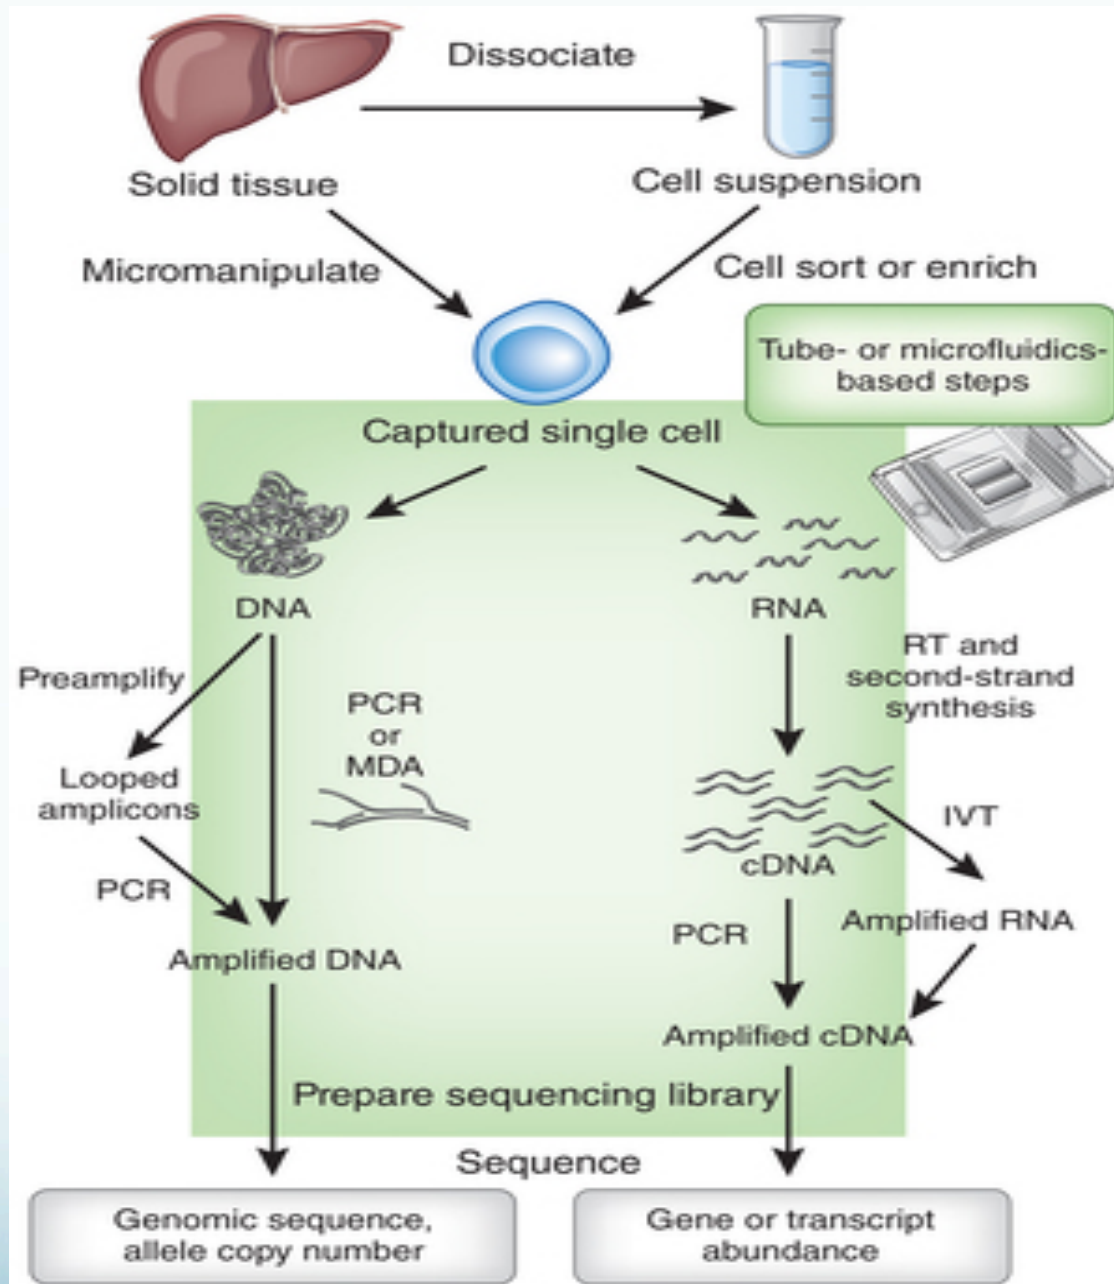 Dissociate
Solid tissue
Cell suspension
Micromanipulate
Cell sort or enrich
Tube- or microfluidics-
based steps
Captured single cell
DNA
RNA
Preamplify
RT and
second-strand
synthesis
PCR
or
MDA
Looped
amplicons
IVT
cDNA
PCR
PCR
Amplified RNA
Amplified DNA
Amplified cDNA
Prepare sequencing library
Sequence
Genomic sequence,
allele copy number
Gene or transcript
abundance